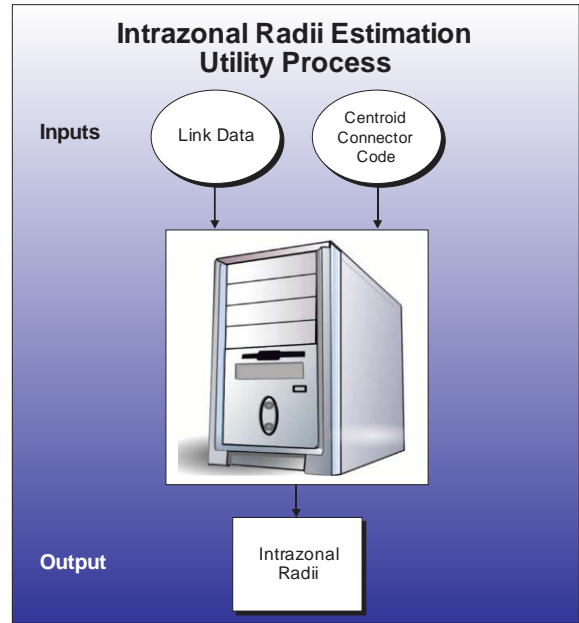 Intrazonal Radii Estimation
Utility Process
Inputs
Link Data
Centroid
Connector
Code
Output
Intrazonal
Radii